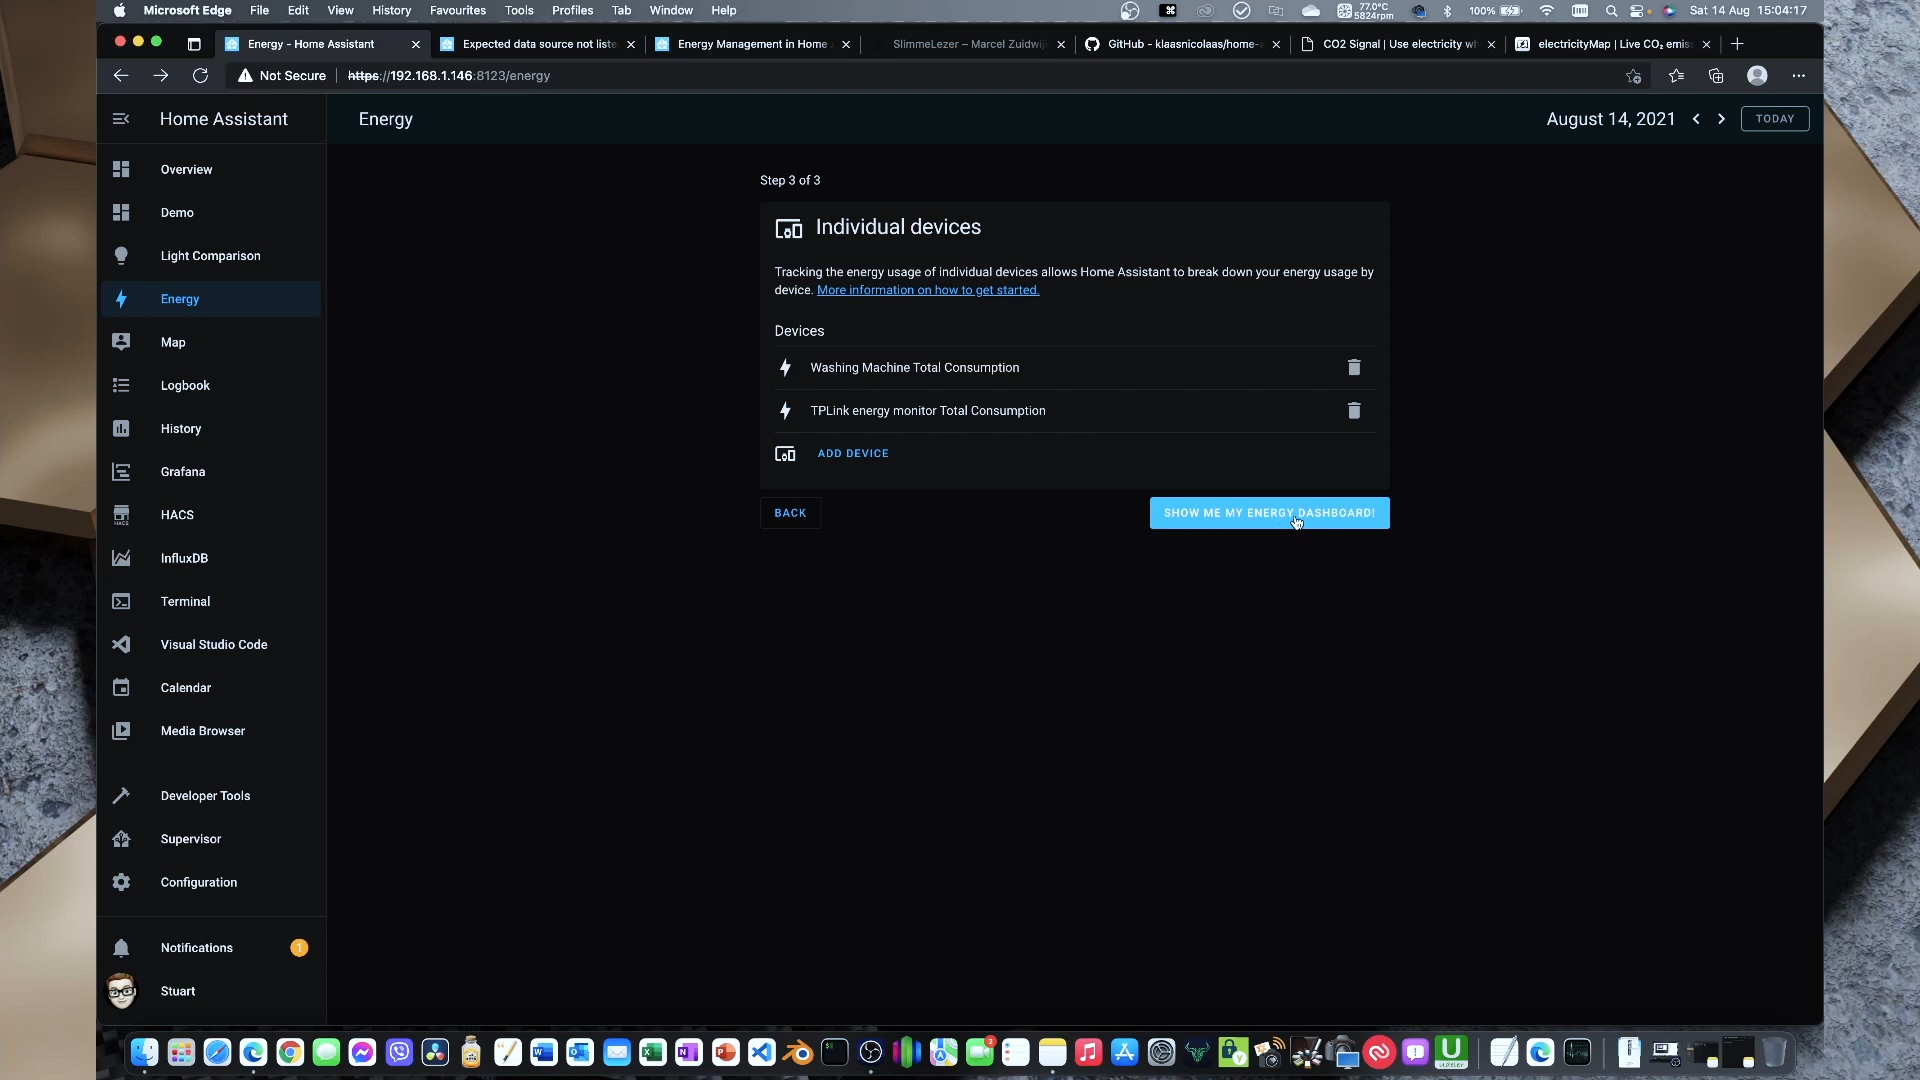 Microsoft Edge File Edit View History Favourites Tools Profiles Tab Window Help
77.0°C
5824rpm
100%
Sat 14 Aug 15:04:17
Energy - Home Assistant
Expected data source not liste
Energy Management in Home
SlimmeLezer – Marcel Zuidwij
GitHub - klaasnicolaas/home-
CO2 Signal | Use electricity wh
electricityMap | Live CO₂ emis
Not Secure https://192.168.1.146:8123/energy
Home Assistant
Energy
August 14, 2021
TODAY
Overview
Demo
Light Comparison
Energy
Map
Logbook
History
Grafana
HACS
HACS
InfluxDB
Terminal
Visual Studio Code
Calendar
Media Browser
Developer Tools
Supervisor
Configuration
Notifications 1
Stuart
Step 3 of 3
Individual devices
Tracking the energy usage of individual devices allows Home Assistant to break down your energy usage by
device. More information on how to get started.
Devices
Washing Machine Total Consumption
TPLink energy monitor Total Consumption
ADD DEVICE
BACK
SHOW ME MY ENERGY DASHBOARD!
2